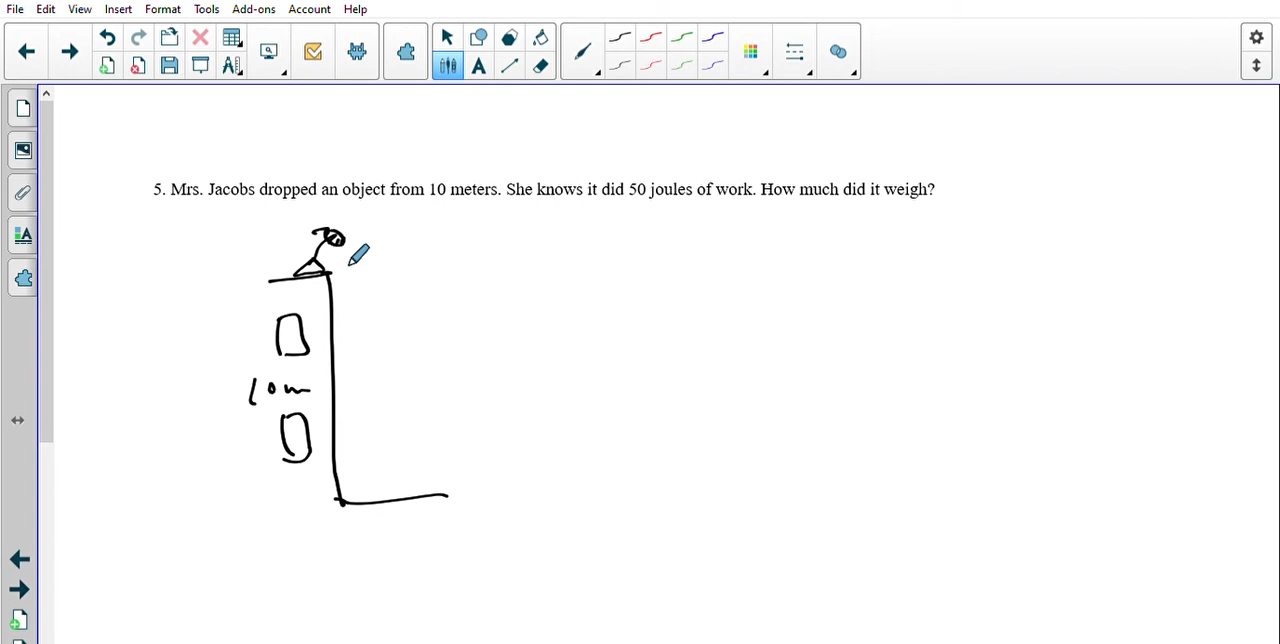 File Edit View Insert Format Tools Add-ons Account Help
5. Mrs. Jacobs dropped an object from 10 meters. She knows it did 50 joules of work. How much did it weigh?
10m